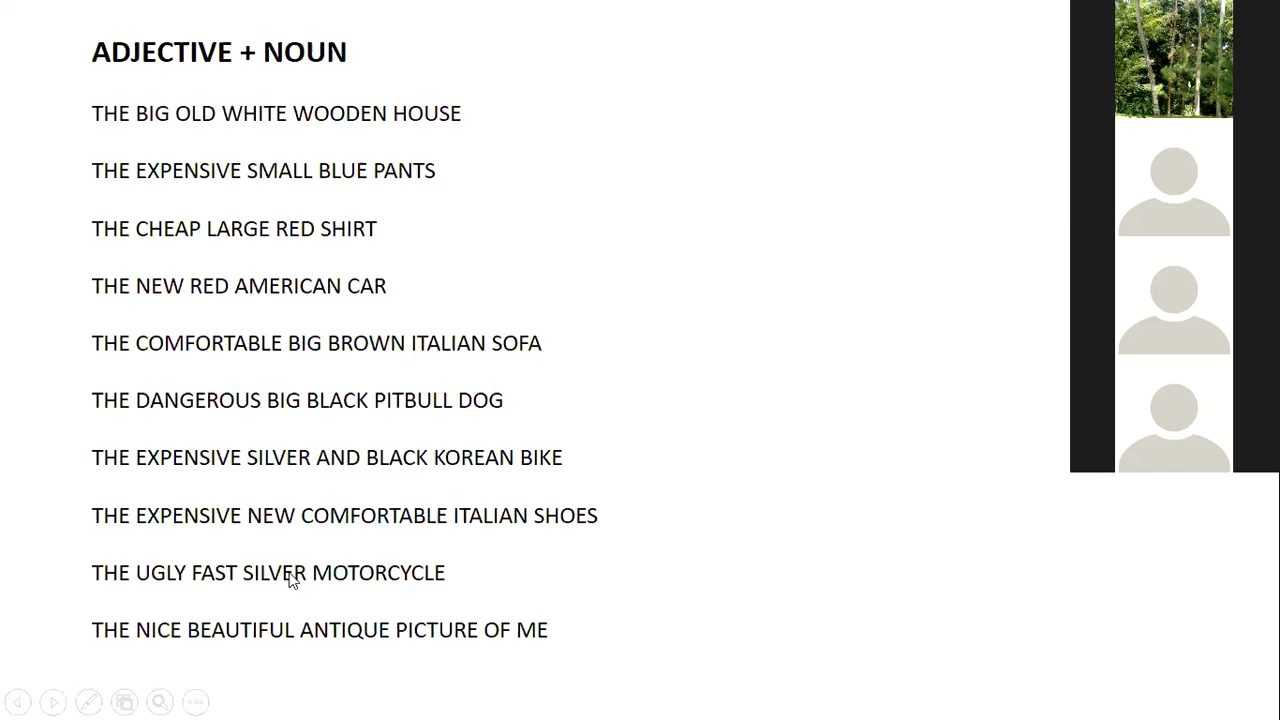 ADJECTIVE + NOUN
THE BIG OLD WHITE WOODEN HOUSE
THE EXPENSIVE SMALL BLUE PANTS
THE CHEAP LARGE RED SHIRT
THE NEW RED AMERICAN CAR
THE COMFORTABLE BIG BROWN ITALIAN SOFA
THE DANGEROUS BIG BLACK PITBULL DOG
THE EXPENSIVE SILVER AND BLACK KOREAN BIKE
THE EXPENSIVE NEW COMFORTABLE ITALIAN SHOES
THE UGLY FAST SILVER MOTORCYCLE
THE NICE BEAUTIFUL ANTIQUE PICTURE OF ME